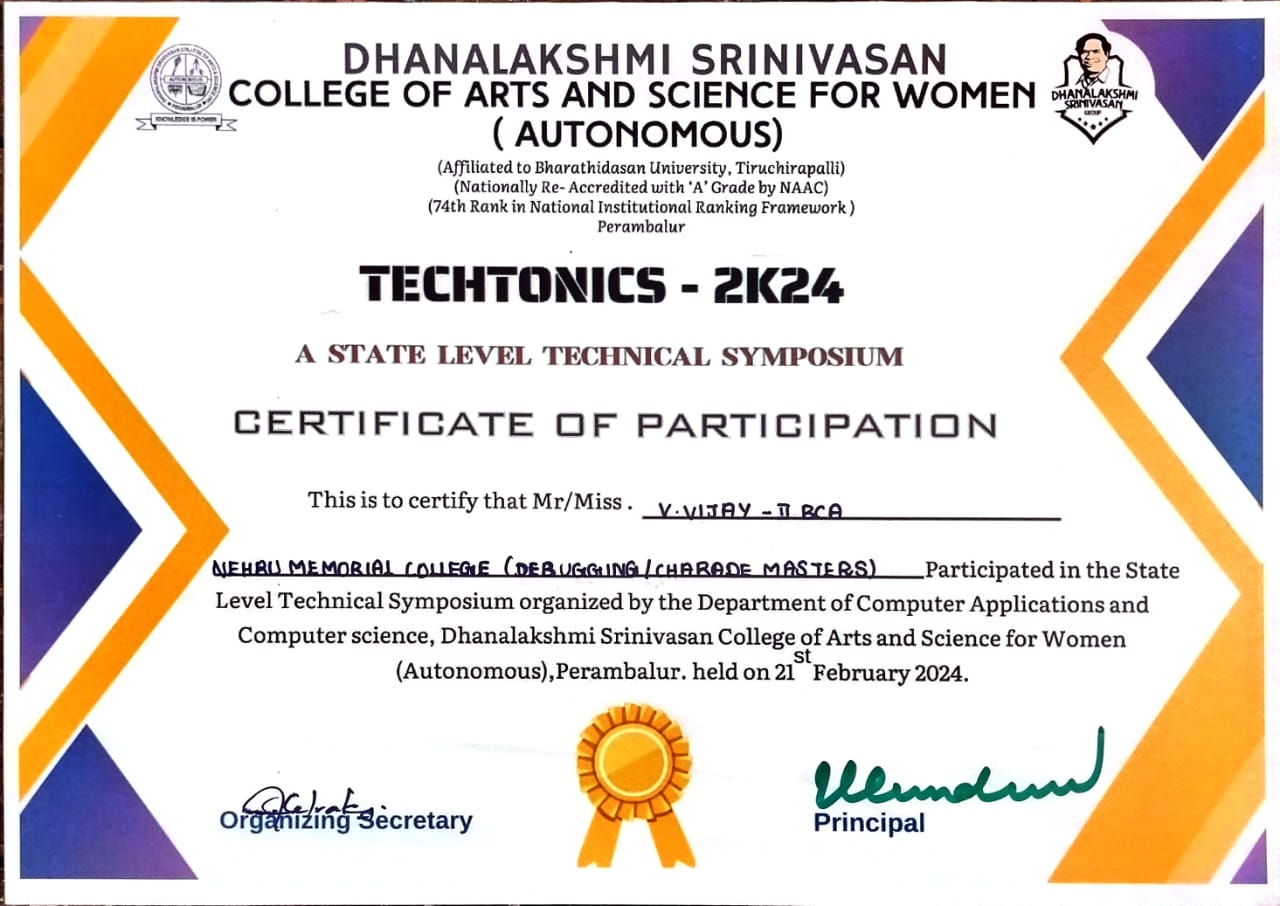 DHANALAKSHMI SRINIVASAN
COLLEGE OF ARTS AND SCIENCE FOR WOMEN
( AUTONOMOUS)
(Affiliated to Bharathidasan University, Tiruchirapalli)
(Nationally Re- Accredited with 'A' Grade by NAAC)
(74th Rank in National Institutional Ranking Framework )
Perambalur
AUTONOMOUS
KNOWLEDGE IS POWER
DHANALAKSHMI
SRINIVASAN
GROUP
TECHTONICS - 2K24
A STATE LEVEL TECHNICAL SYMPOSIUM
CERTIFICATE OF PARTICIPATION
This is to certify that Mr/Miss . V.VIJAY - II BCA
NEHRU MEMORIAL COLLEGE (DEBUGGING / CHARADE MASTERS) Participated in the State
Level Technical Symposium organized by the Department of Computer Applications and
Computer science, Dhanalakshmi Srinivasan College of Arts and Science for Women
(Autonomous),Perambalur. held on 21st February 2024.
Organizing Secretary
Principal